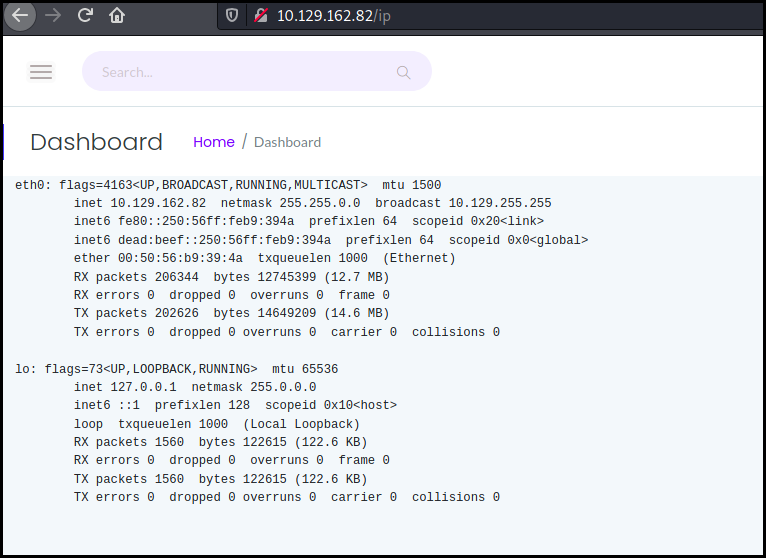 10.129.162.82/ip
Search...
Dashboard Home / Dashboard
eth0: flags=4163<UP,BROADCAST,RUNNING,MULTICAST>  mtu 1500
        inet 10.129.162.82  netmask 255.255.0.0  broadcast 10.129.255.255
        inet6 fe80::250:56ff:feb9:394a  prefixlen 64  scopeid 0x20<link>
        inet6 dead:beef::250:56ff:feb9:394a  prefixlen 64  scopeid 0x0<global>
        ether 00:50:56:b9:39:4a  txqueuelen 1000  (Ethernet)
        RX packets 206344  bytes 12745399 (12.7 MB)
        RX errors 0  dropped 0  overruns 0  frame 0
        TX packets 202626  bytes 14649209 (14.6 MB)
        TX errors 0  dropped 0 overruns 0  carrier 0  collisions 0
lo: flags=73<UP,LOOPBACK,RUNNING>  mtu 65536
        inet 127.0.0.1  netmask 255.0.0.0
        inet6 ::1  prefixlen 128  scopeid 0x10<host>
        loop  txqueuelen 1000  (Local Loopback)
        RX packets 1560  bytes 122615 (122.6 KB)
        RX errors 0  dropped 0  overruns 0  frame 0
        TX packets 1560  bytes 122615 (122.6 KB)
        TX errors 0  dropped 0 overruns 0  carrier 0  collisions 0